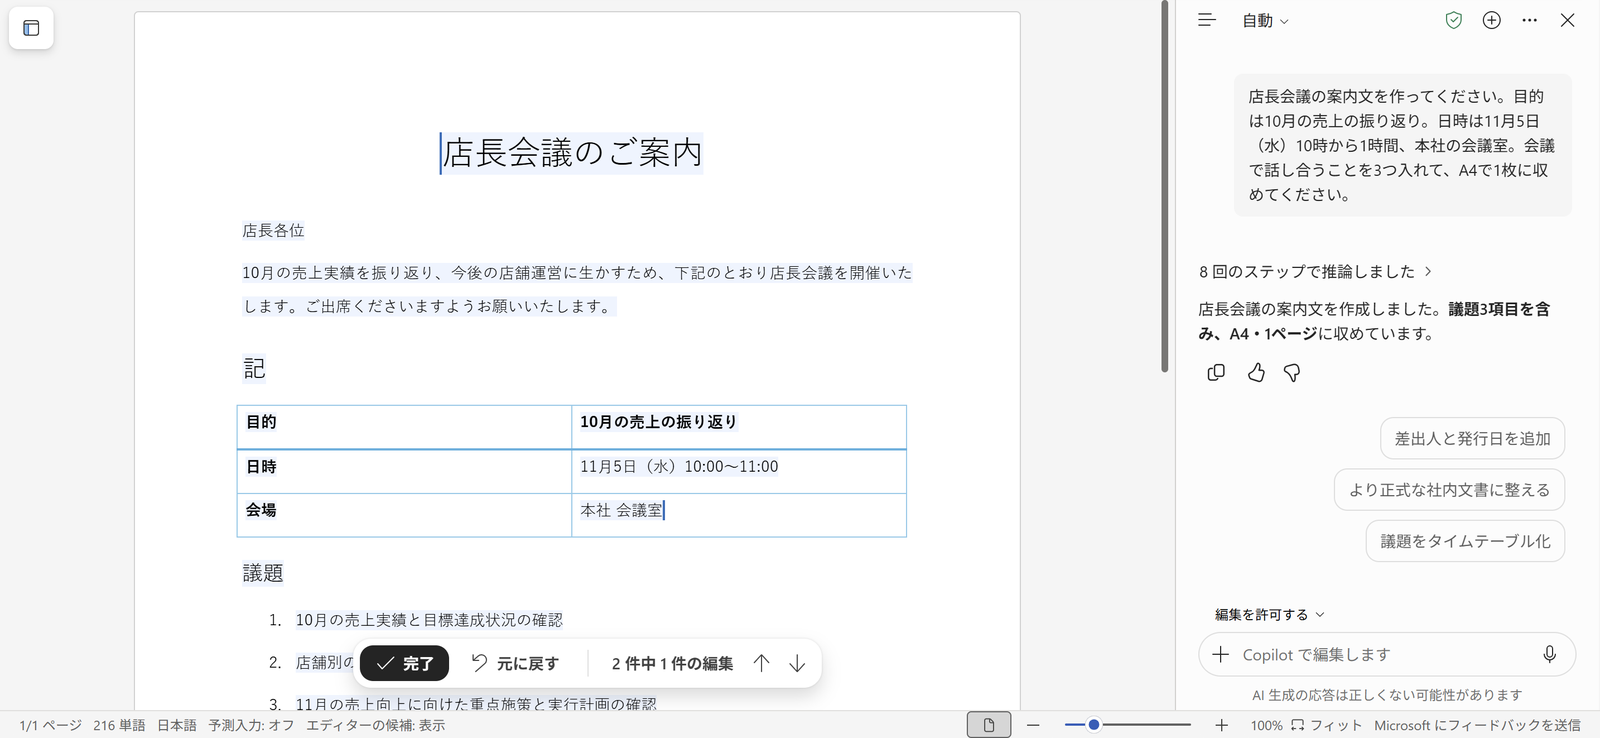 店長会議のご案内
店長各位
10月の売上実績を振り返り、今後の店舗運営に生かすため、下記のとおり店長会議を開催いた
します。ご出席くださいますようお願いいたします。
記
目的 10月の売上の振り返り
日時 11月5日（水）10:00～11:00
会場 本社 会議室
議題
1. 10月の売上実績と目標達成状況の確認
2. 店舗別の
3. 11月の売上向上に向けた重点施策と実行計画の確認
完了 元に戻す 2 件中 1 件の編集
1/1 ページ 216 単語 日本語 予測入力: オフ エディターの候補: 表示
自動
店長会議の案内文を作ってください。目的
は10月の売上の振り返り。日時は11月5日
（水）10時から1時間、本社の会議室。会議
で話し合うことを3つ入れて、A4で1枚に収
めてください。
8 回のステップで推論しました
店長会議の案内文を作成しました。議題3項目を含
み、A4・1ページに収めています。
差出人と発行日を追加
より正式な社内文書に整える
議題をタイムテーブル化
編集を許可する
Copilot で編集します
AI 生成の応答は正しくない可能性があります
100% フィット Microsoft にフィードバックを送信